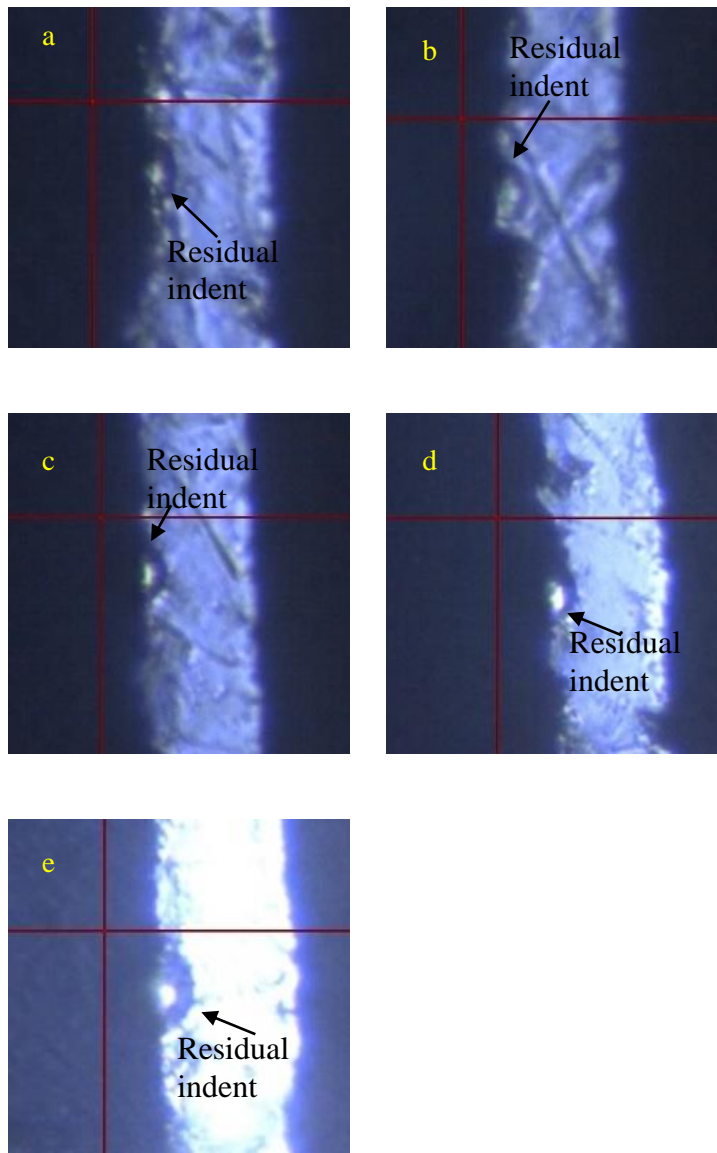 a
Residual
indent
b
Residual
indent
c
Residual
indent
d
Residual
indent
e
Residual
indent